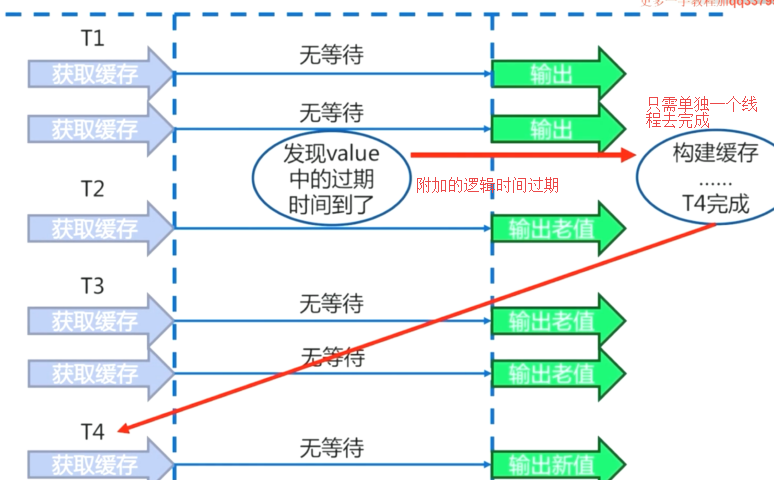 T1
获取缓存
无等待
输出
获取缓存
无等待
输出
只需单独一个线
程去完成
发现value
中的过期
时间到了
附加的逻辑时间过期
构建缓存
......
T4完成
T2
获取缓存
输出老值
T3
获取缓存
无等待
输出老值
获取缓存
无等待
输出老值
T4
获取缓存
无等待
输出新值